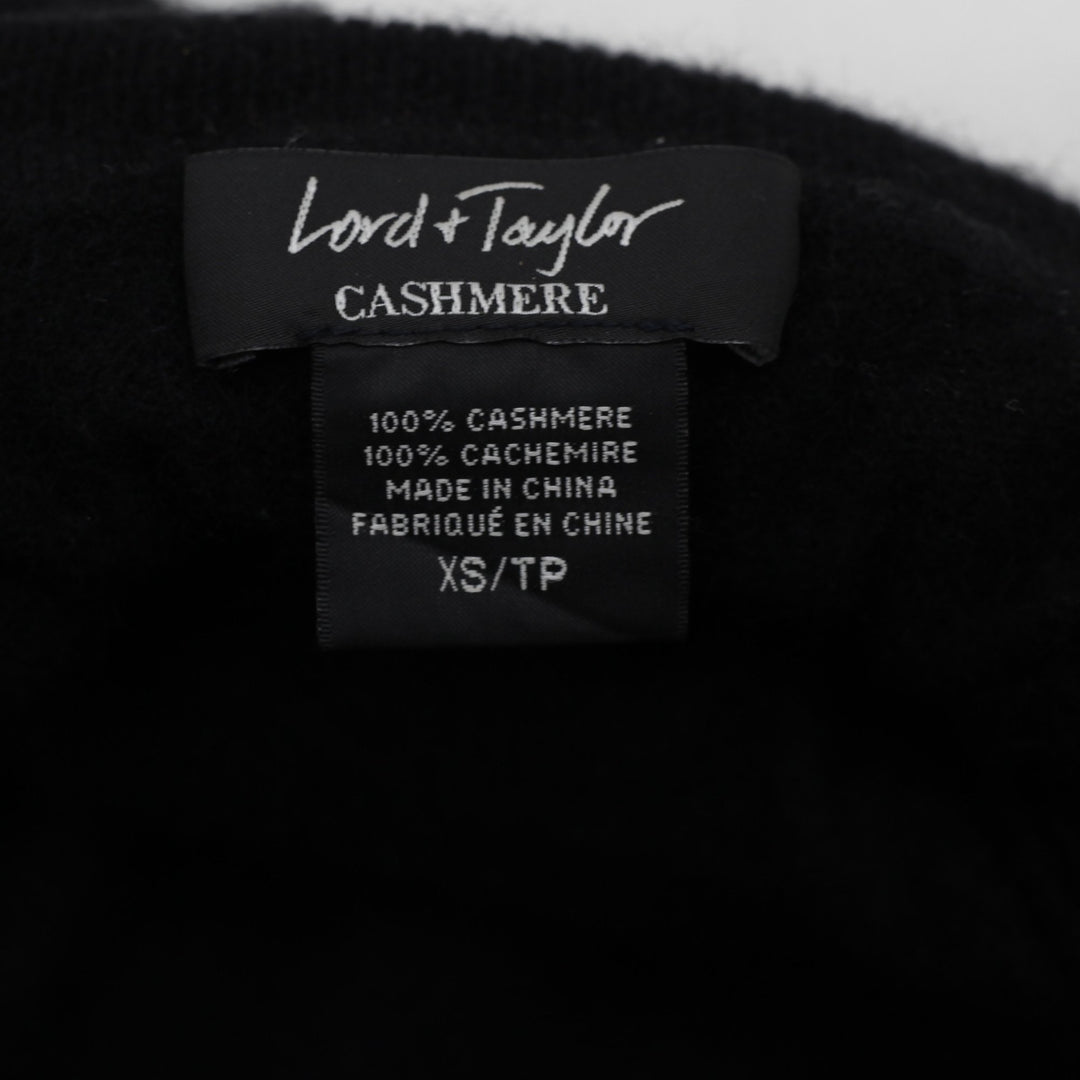 Lord + Taylor
CASHMERE
100% CASHMERE
100% CACHEMIRE
MADE IN CHINA
FABRIQUÉ EN CHINE
XS/TP